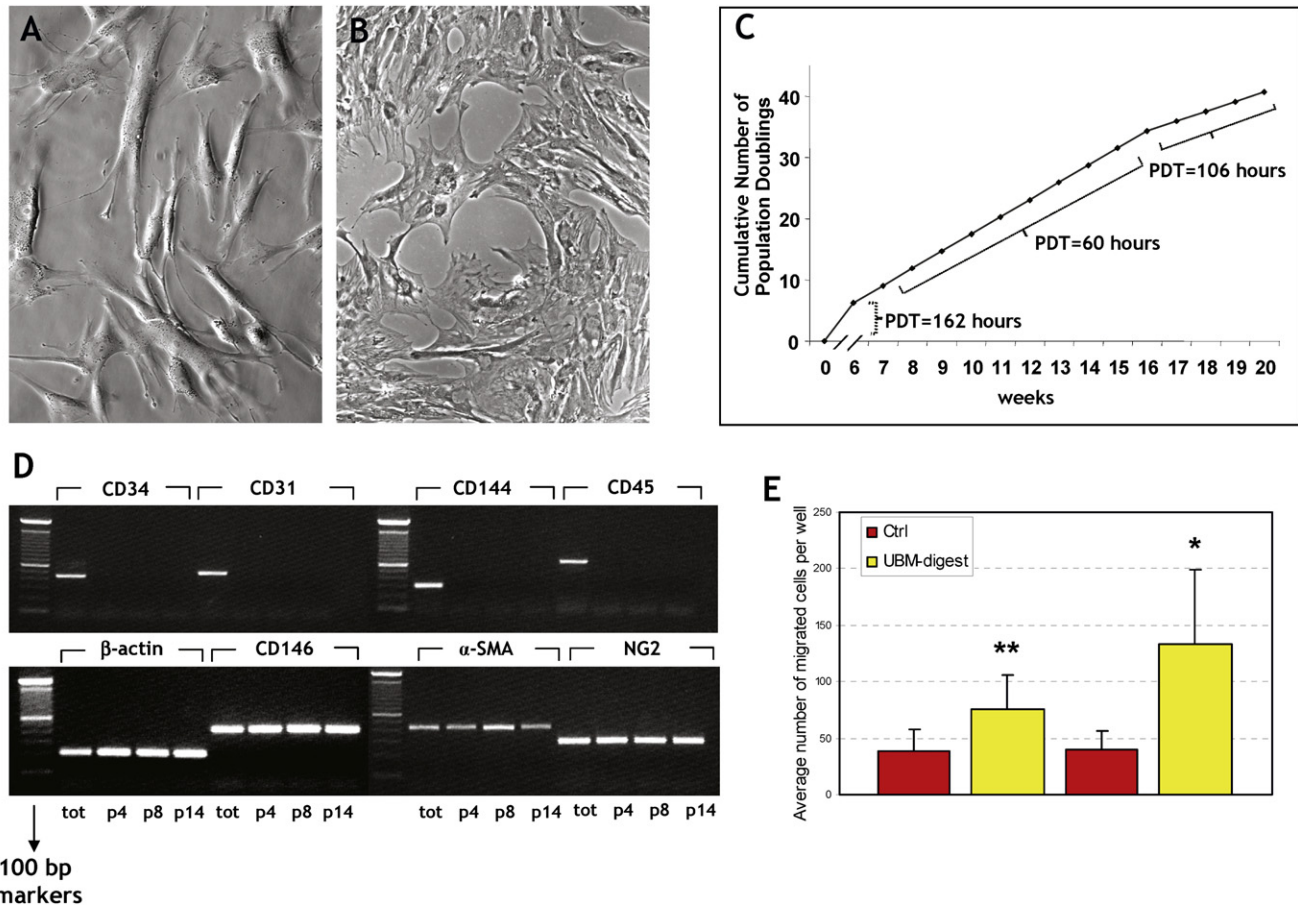 A
B
C
Cumulative Number of
Population Doublings
40
30
20
10
0
PDT=106 hours
PDT=60 hours
PDT=162 hours
0 6 7 8 9 10 11 12 13 14 15 16 17 18 19 20
weeks
D
CD34 CD31 CD144 CD45
β-actin CD146 α-SMA NG2
tot p4 p8 p14 tot p4 p8 p14 tot p4 p8 p14 tot p4 p8 p14
100 bp
markers
E
Average number of migrated cells per well
250
200
150
100
50
0
Ctrl
UBM-digest
**
*